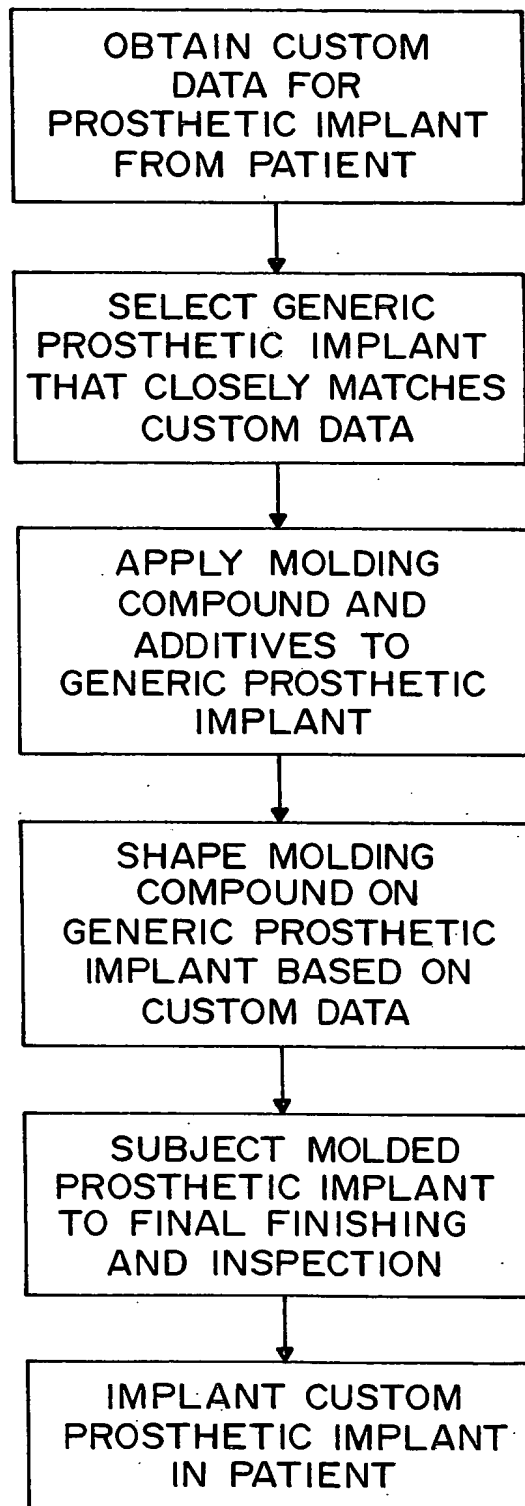 OBTAIN CUSTOM
DATA FOR
PROSTHETIC IMPLANT
FROM PATIENT
SELECT GENERIC
PROSTHETIC IMPLANT
THAT CLOSELY MATCHES
CUSTOM DATA
APPLY MOLDING
COMPOUND AND
ADDITIVES TO
GENERIC PROSTHETIC
IMPLANT
SHAPE MOLDING
COMPOUND ON
GENERIC PROSTHETIC
IMPLANT BASED ON
CUSTOM DATA
SUBJECT MOLDED
PROSTHETIC IMPLANT
TO FINAL FINISHING
AND INSPECTION
IMPLANT CUSTOM
PROSTHETIC IMPLANT
IN PATIENT